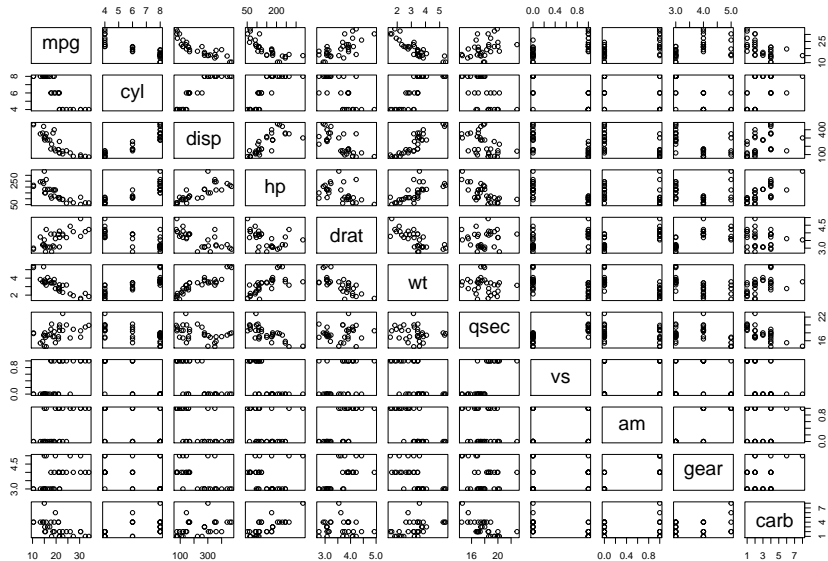 4 5 6 7 8
50 200
2 3 4 5
0.0 0.4 0.8
3.0 4.0 5.0
mpg
10 25
4 6 8
cyl
disp
100 400
50 250
hp
drat
3.0 4.5
2 4
wt
qsec
16 22
0.0 0.8
vs
am
0.0 0.8
3.0 4.5
gear
carb
1 4 7
10 20 30
100 300
3.0 4.0 5.0
16 20
0.0 0.4 0.8
1 3 5 7